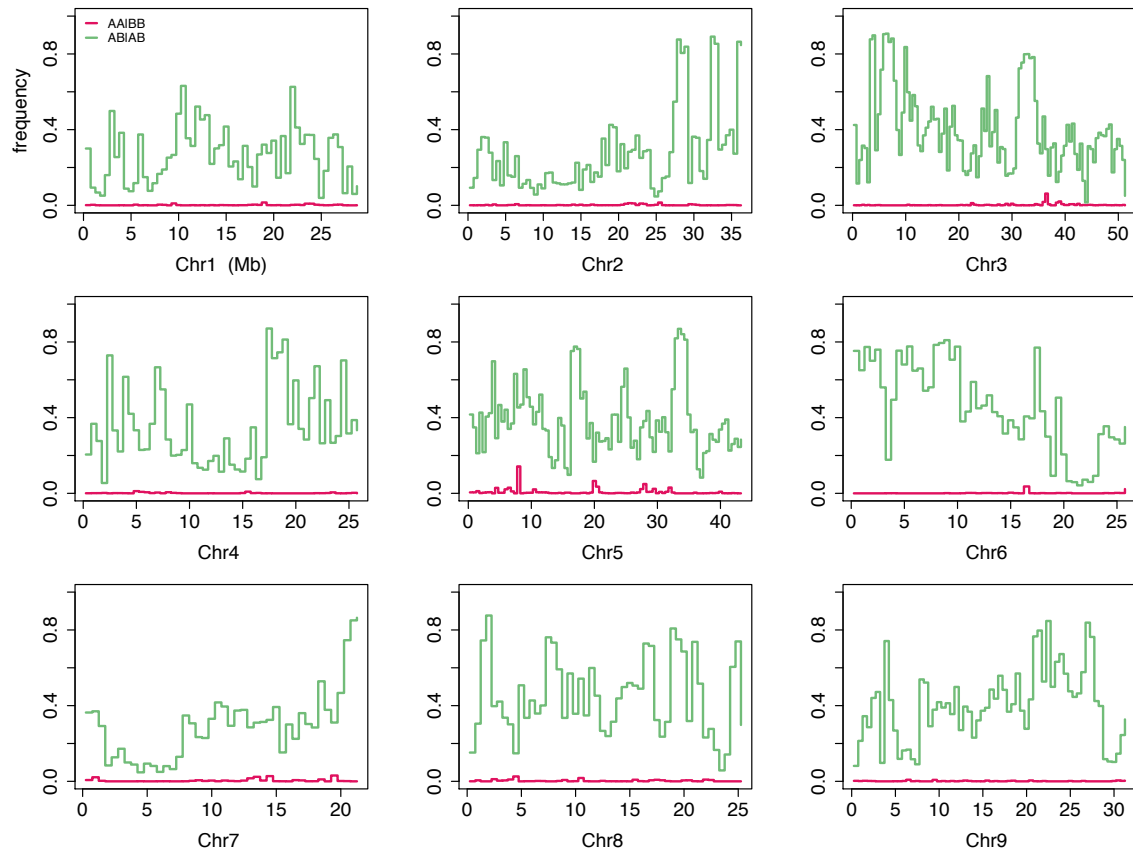 AA|BB
AB|AB
frequency
0.0 0.4 0.8
0 5 10 15 20 25
Chr1 (Mb)
0.0 0.4 0.8
0 5 10 15 20 25 30 35
Chr2
0.0 0.4 0.8
0 10 20 30 40 50
Chr3
0.0 0.4 0.8
0 5 10 15 20 25
Chr4
0.0 0.4 0.8
0 10 20 30 40
Chr5
0.0 0.4 0.8
0 5 10 15 20 25
Chr6
0.0 0.4 0.8
0 5 10 15 20
Chr7
0.0 0.4 0.8
0 5 10 15 20 25
Chr8
0.0 0.4 0.8
0 5 10 15 20 25 30
Chr9